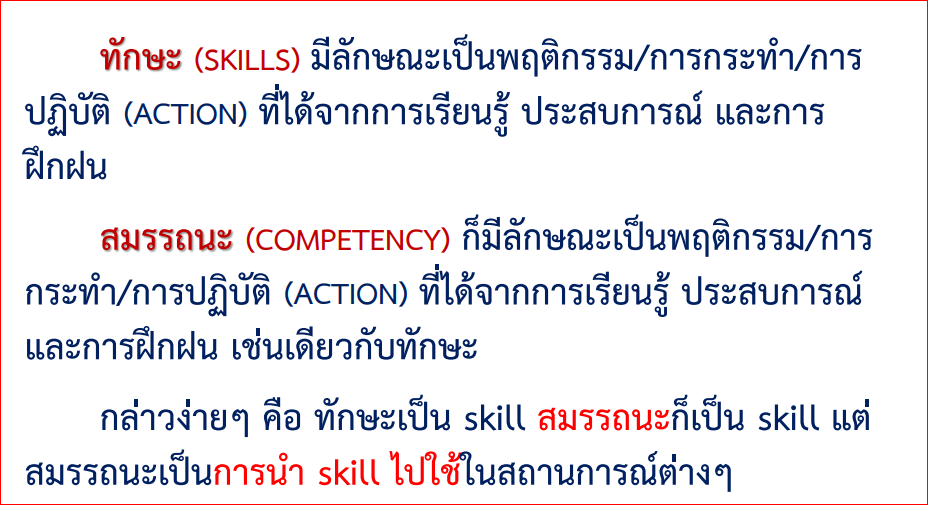 ทักษะ (SKILLS) มีลักษณะเป็นพฤติกรรม/การกระทำ/การ
ปฏิบัติ (ACTION) ที่ได้จากการเรียนรู้ ประสบการณ์ และการ
ฝึกฝน
สมรรถนะ (COMPETENCY) ก็มีลักษณะเป็นพฤติกรรม/การ
กระทำ/การปฏิบัติ (ACTION) ที่ได้จากการเรียนรู้ ประสบการณ์
และการฝึกฝน เช่นเดียวกับทักษะ
กล่าวง่ายๆ คือ ทักษะเป็น skill สมรรถนะก็เป็น skill แต่
สมรรถนะเป็นการนำ skill ไปใช้ในสถานการณ์ต่างๆ